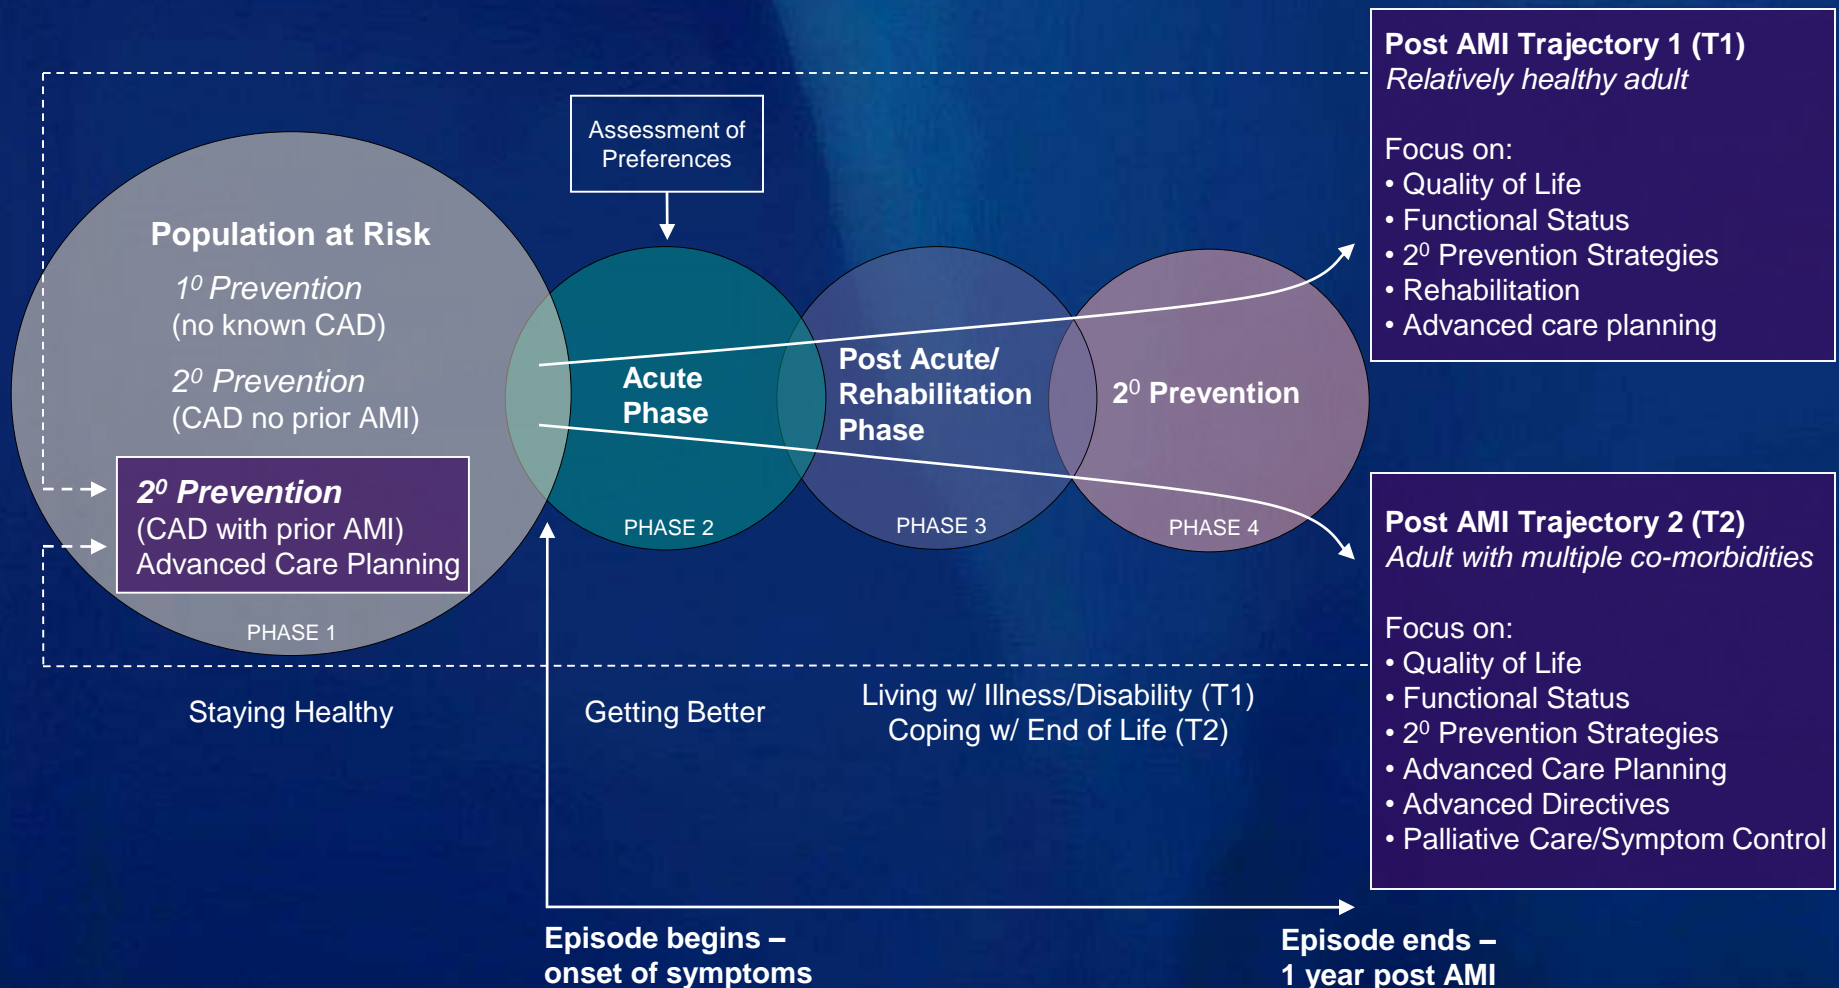 Assessment of
Preferences
Population at Risk
1⁰ Prevention
(no known CAD)
2⁰ Prevention
(CAD no prior AMI)
2⁰ Prevention
(CAD with prior AMI)
Advanced Care Planning
PHASE 1
Acute
Phase
PHASE 2
Post Acute/
Rehabilitation
Phase
PHASE 3
2⁰ Prevention
PHASE 4
Staying Healthy
Getting Better
Living w/ Illness/Disability (T1)
Coping w/ End of Life (T2)
Episode begins –
onset of symptoms
Episode ends –
1 year post AMI
Post AMI Trajectory 1 (T1)
Relatively healthy adult
Focus on:
• Quality of Life
• Functional Status
• 2⁰ Prevention Strategies
• Rehabilitation
• Advanced care planning
Post AMI Trajectory 2 (T2)
Adult with multiple co-morbidities
Focus on:
• Quality of Life
• Functional Status
• 2⁰ Prevention Strategies
• Advanced Care Planning
• Advanced Directives
• Palliative Care/Symptom Control